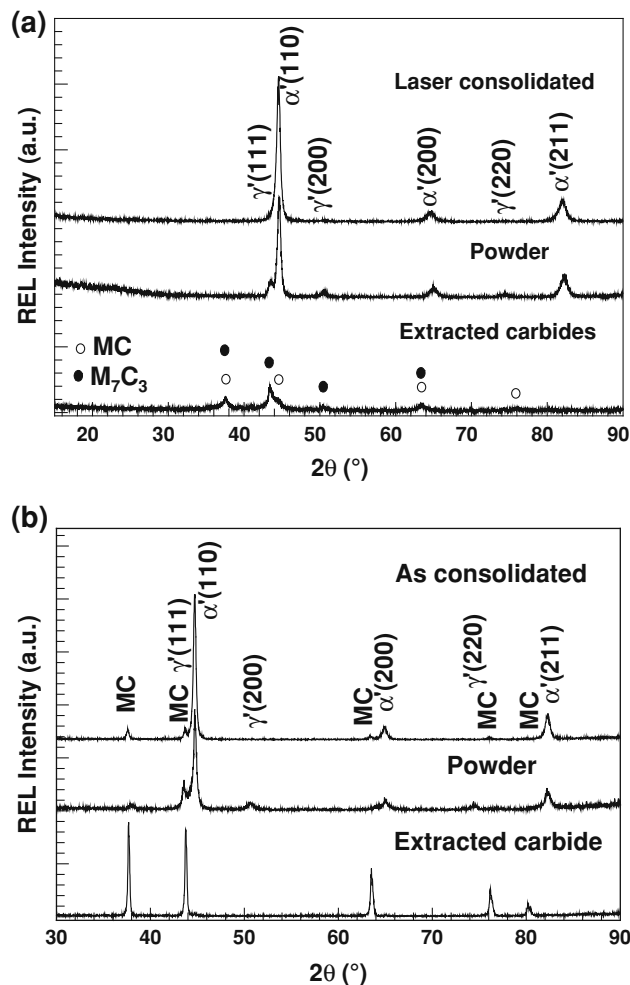 (a)
REL Intensity (a.u.)
γ'(111)
α'(110)
γ'(200)
α'(200)
γ'(220)
α'(211)
Laser consolidated
Powder
Extracted carbides
○ MC
● M₇C₃
20 30 40 50 60 70 80 90
2θ (°)
(b)
REL Intensity (a.u.)
MC
MC
γ'(111)
α'(110)
γ'(200)
MC
α'(200)
γ'(220)
MC
MC
α'(211)
As consolidated
Powder
Extracted carbide
30 40 50 60 70 80 90
2θ (°)